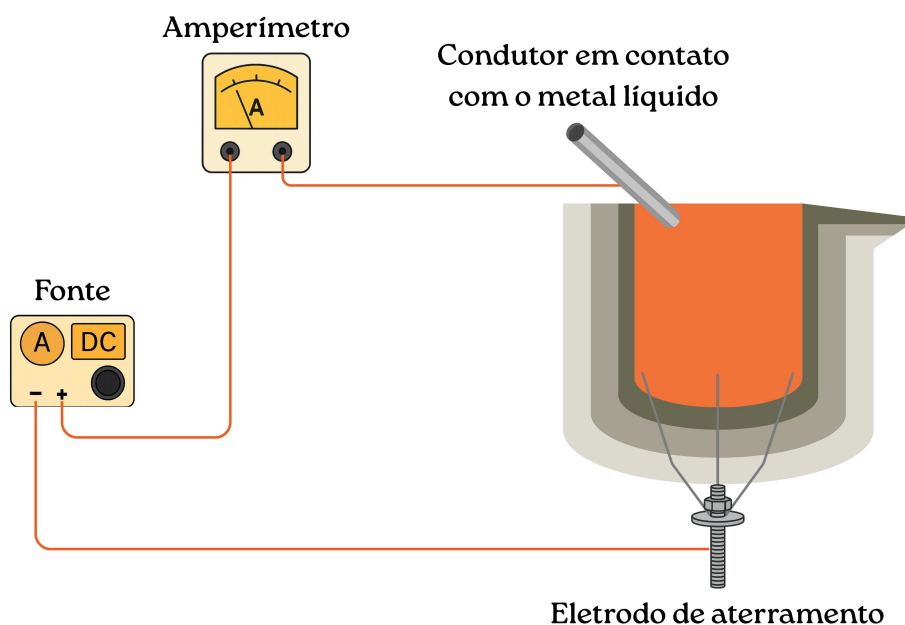 Amperímetro
A
Condutor em contato
com o metal líquido
Fonte
A DC
- +
Eletrodo de aterramento